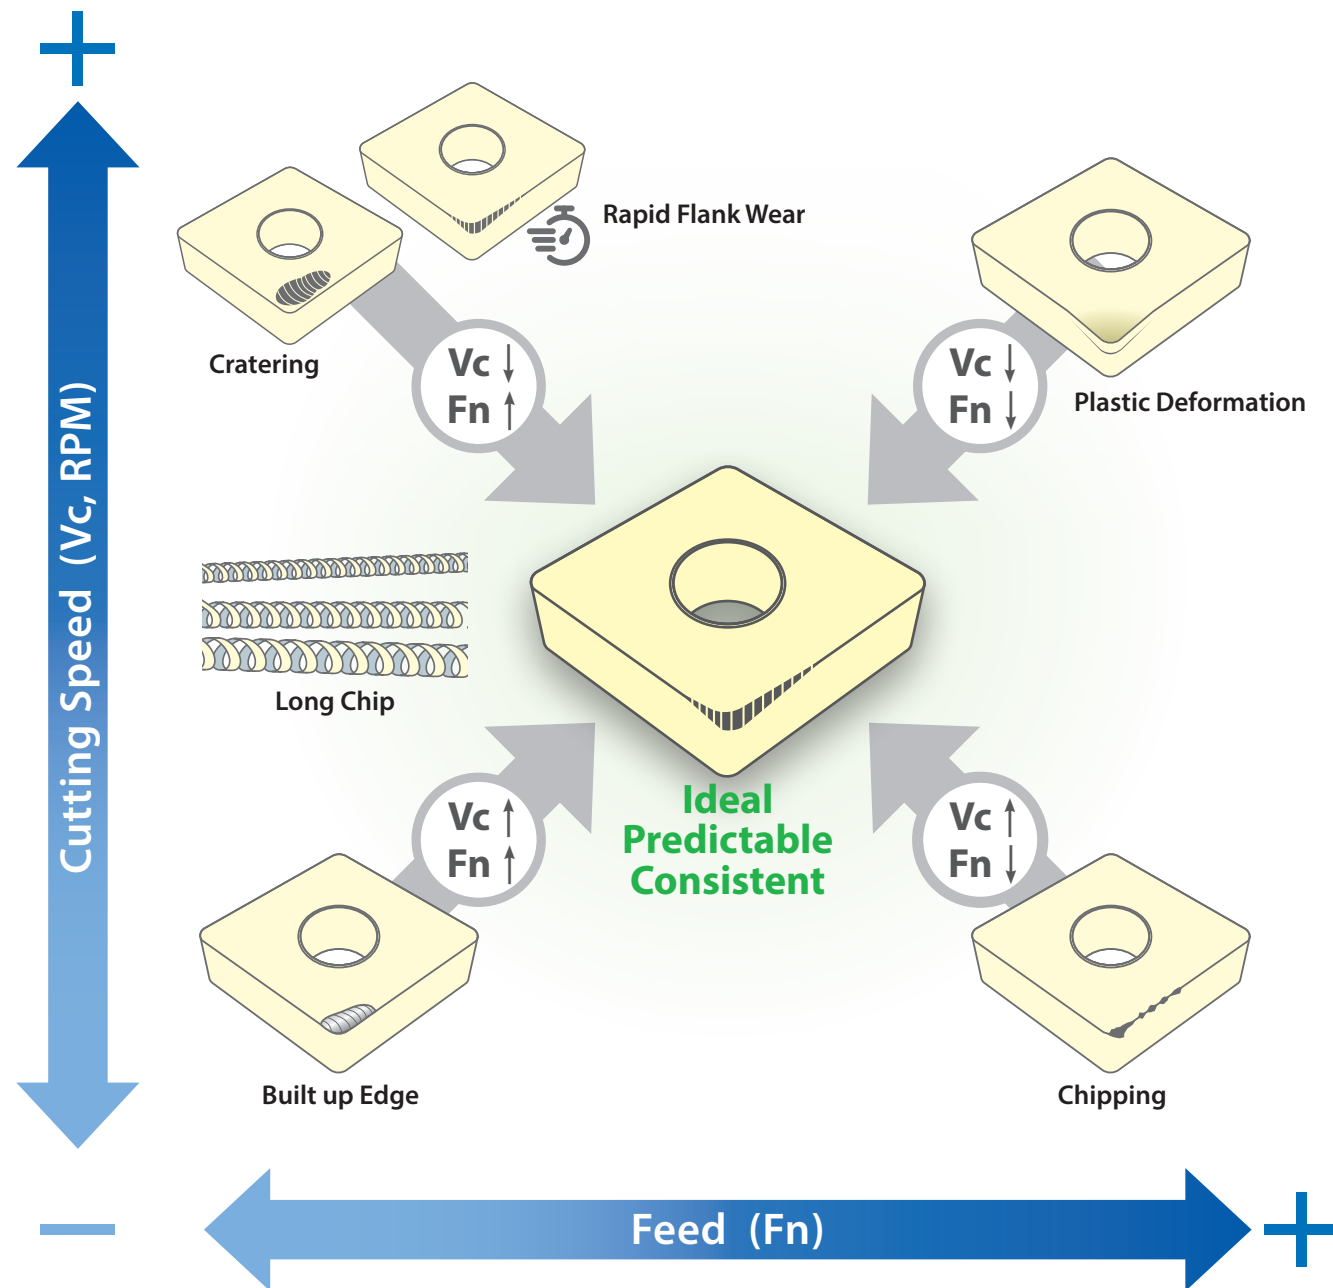 +
Rapid Flank Wear
Cratering
Vc ↓
Fn ↑
Vc ↓
Fn ↓
Plastic Deformation
Cutting Speed (Vc, RPM)
Long Chip
Ideal
Predictable
Consistent
Vc ↑
Fn ↑
Vc ↑
Fn ↓
Built up Edge
Chipping
−
Feed (Fn)
+